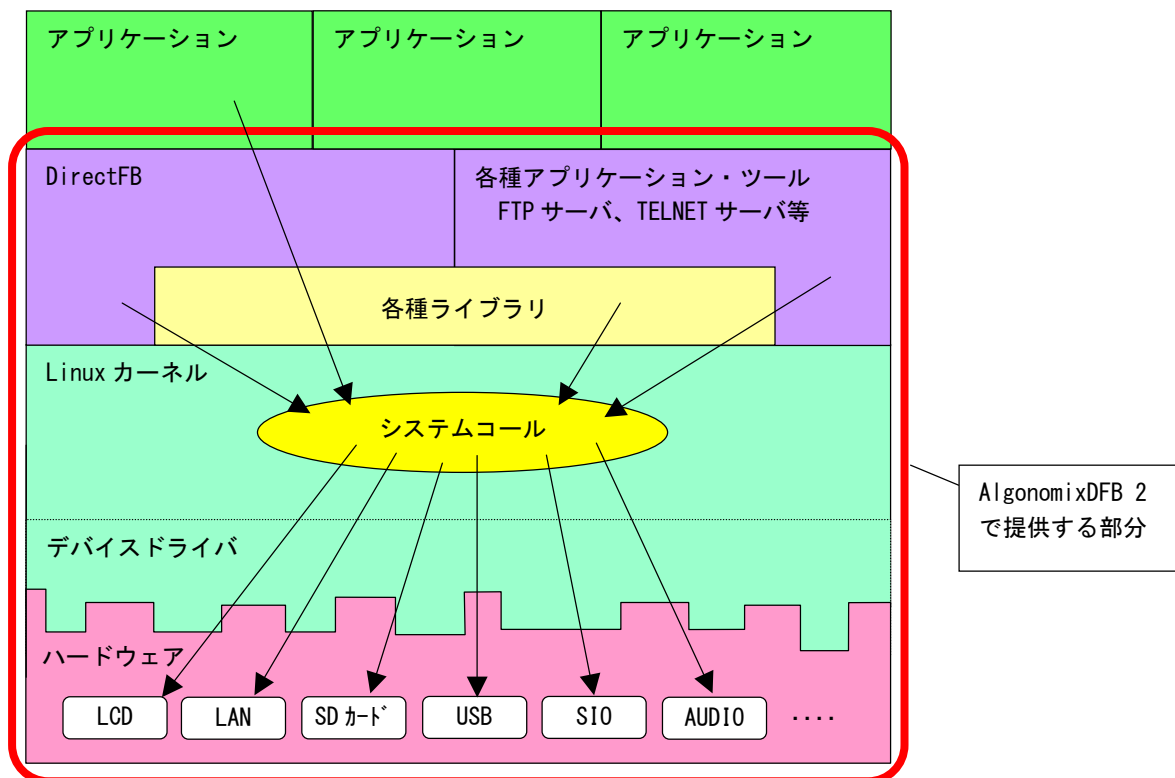 アプリケーション
アプリケーション
アプリケーション
DirectFB
各種アプリケーション・ツール
FTP サーバ、TELNET サーバ等
各種ライブラリ
Linux カーネル
システムコール
AlgonomixDFB 2
で提供する部分
デバイスドライバ
ハードウェア
LCD
LAN
SD ｶｰﾄﾞ
USB
SIO
AUDIO
････